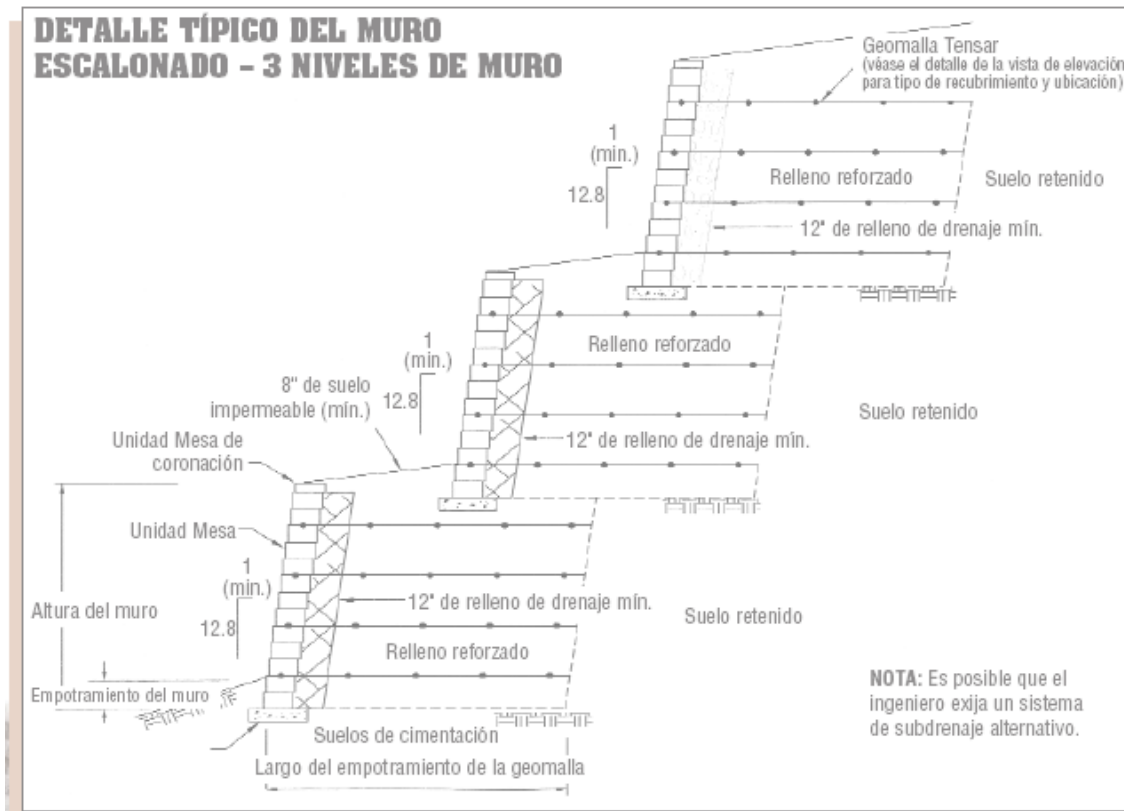 DETALLE TÍPICO DEL MURO
ESCALONADO – 3 NIVELES DE MURO
Geomalla Tensar
(véase el detalle de la vista de elevación
para tipo de recubrimiento y ubicación)
1
(min.)
12.8
Relleno reforzado
Suelo retenido
12" de relleno de drenaje mín.
1
(min.)
12.8
Relleno reforzado
8" de suelo
impermeable (mín.)
Suelo retenido
12" de relleno de drenaje mín.
Unidad Mesa de
coronación
Unidad Mesa
1
(min.)
12.8
12" de relleno de drenaje mín.
Altura del muro
Suelo retenido
Relleno reforzado
Empotramiento del muro
NOTA: Es posible que el
ingeniero exija un sistema
de subdrenaje alternativo.
Suelos de cimentación
Largo del empotramiento de la geomalla